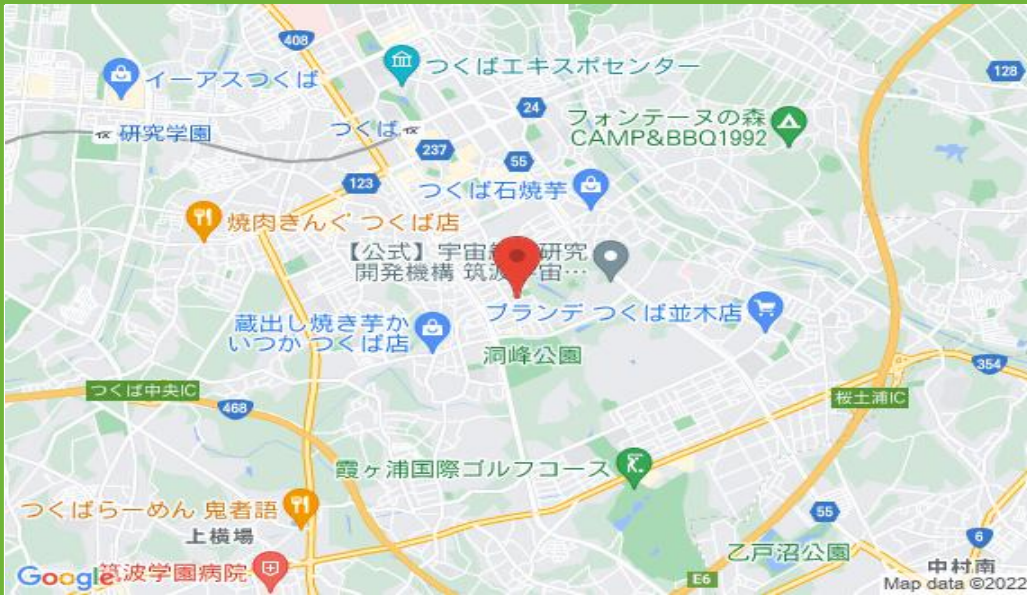 408
つくばエキスポセンター
128
イーアスつくば
24
フォンテーヌの森
CAMP&BBQ1992
研究学園
つくば
237
55
123
つくば石焼芋
焼肉きんぐ つくば店
【公式】宇宙
研究
開発機構 筑波
宙…
ブランデ つくば並木店
蔵出し焼き芋か
いつか つくば店
洞峰公園
354
つくば中央IC
桜土浦IC
468
霞ヶ浦国際ゴルフコース
つくばらーめん 鬼者語
55
上横場
6
乙戸沼公園
中村南
筑波学園病院
Google
E6
Map data ©2022